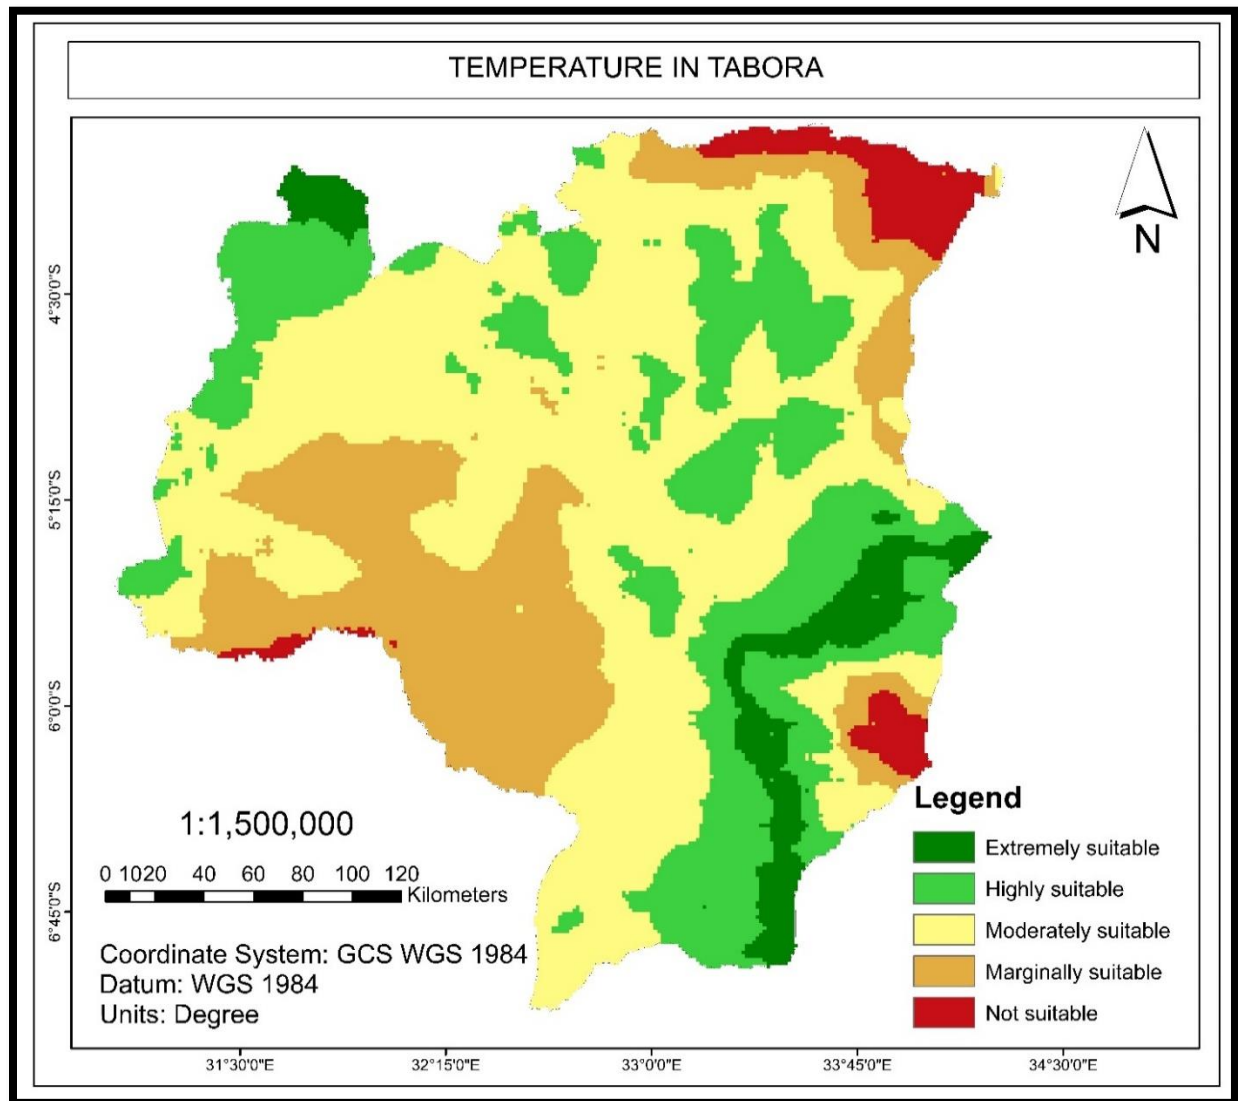 TEMPERATURE IN TABORA
N
4°30'0"S
5°15'0"S
6°0'0"S
6°45'0"S
1:1,500,000
0 1020 40 60 80 100 120
Kilometers
Coordinate System: GCS WGS 1984
Datum: WGS 1984
Units: Degree
Legend
Extremely suitable
Highly suitable
Moderately suitable
Marginally suitable
Not suitable
31°30'0"E 32°15'0"E 33°0'0"E 33°45'0"E 34°30'0"E